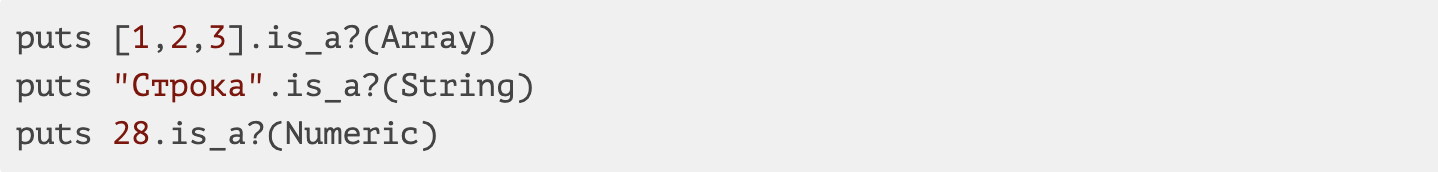 puts [1,2,3].is_a?(Array)
puts "Строка".is_a?(String)
puts 28.is_a?(Numeric)